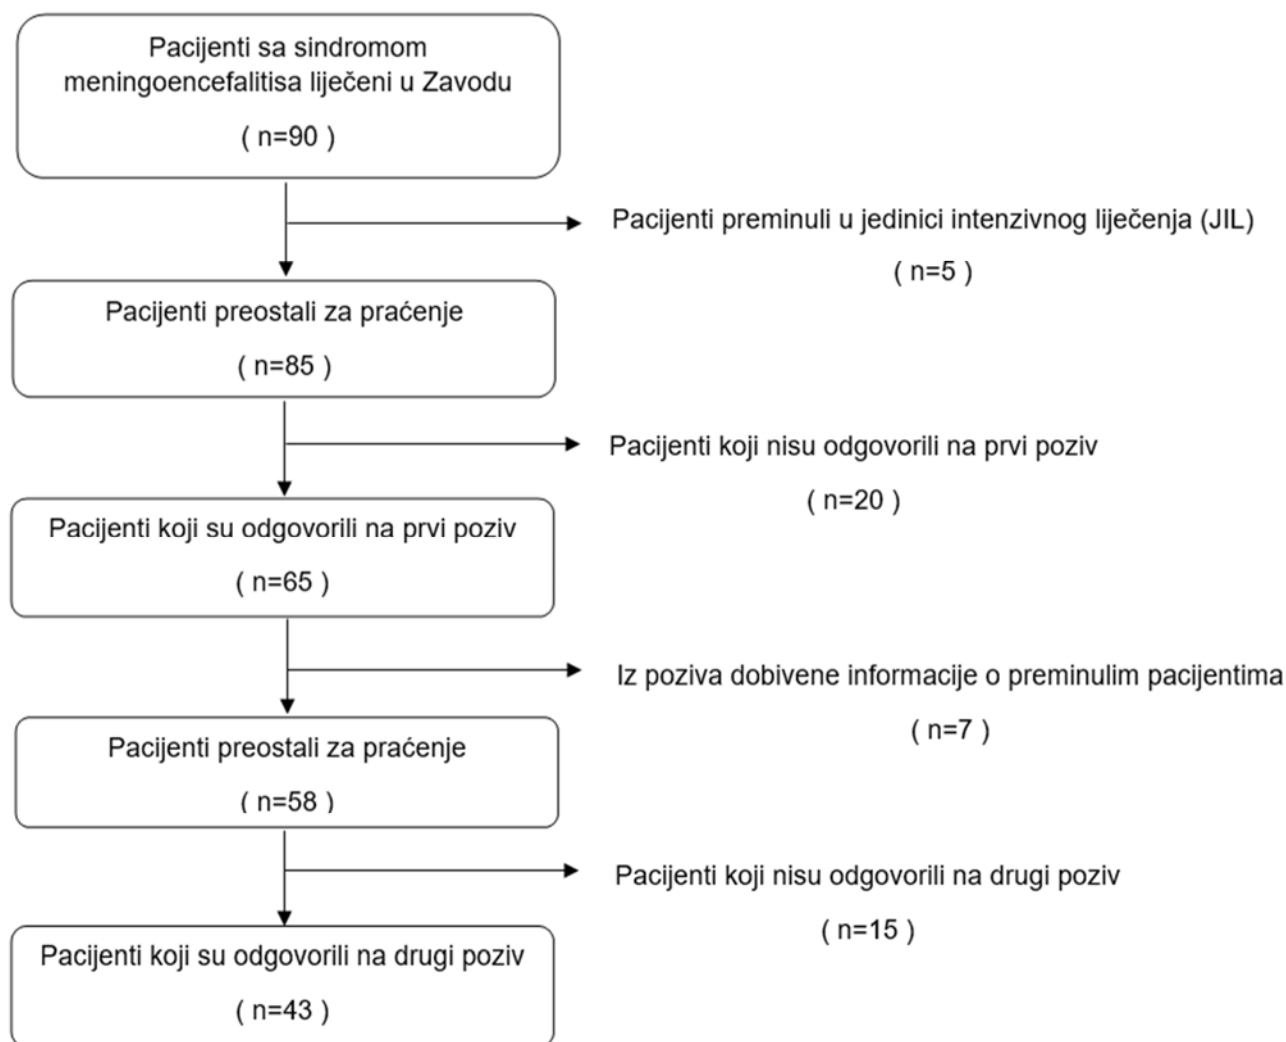 Pacijenti sa sindromom
meningoencefalitisa liječeni u Zavodu
( n=90 )
Pacijenti preminuli u jedinici intenzivnog liječenja (JIL)
( n=5 )
Pacijenti preostali za praćenje
( n=85 )
Pacijenti koji nisu odgovorili na prvi poziv
( n=20 )
Pacijenti koji su odgovorili na prvi poziv
( n=65 )
Iz poziva dobivene informacije o preminulim pacijentima
( n=7 )
Pacijenti preostali za praćenje
( n=58 )
Pacijenti koji nisu odgovorili na drugi poziv
( n=15 )
Pacijenti koji su odgovorili na drugi poziv
( n=43 )